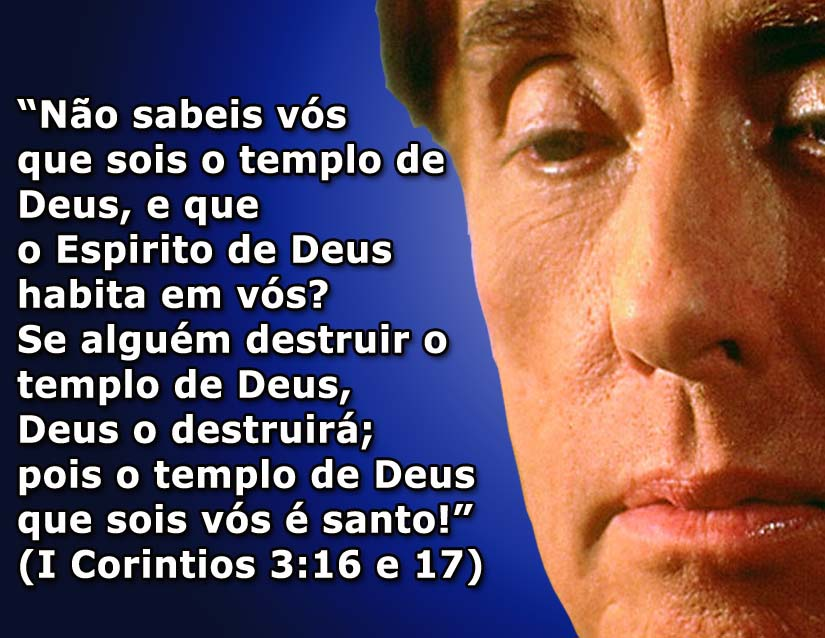 “Não sabeis vós
que sois o templo de
Deus, e que
o Espirito de Deus
habita em vós?
Se alguém destruir o
templo de Deus,
Deus o destruirá;
pois o templo de Deus
que sois vós é santo!”
(I Corintios 3:16 e 17)